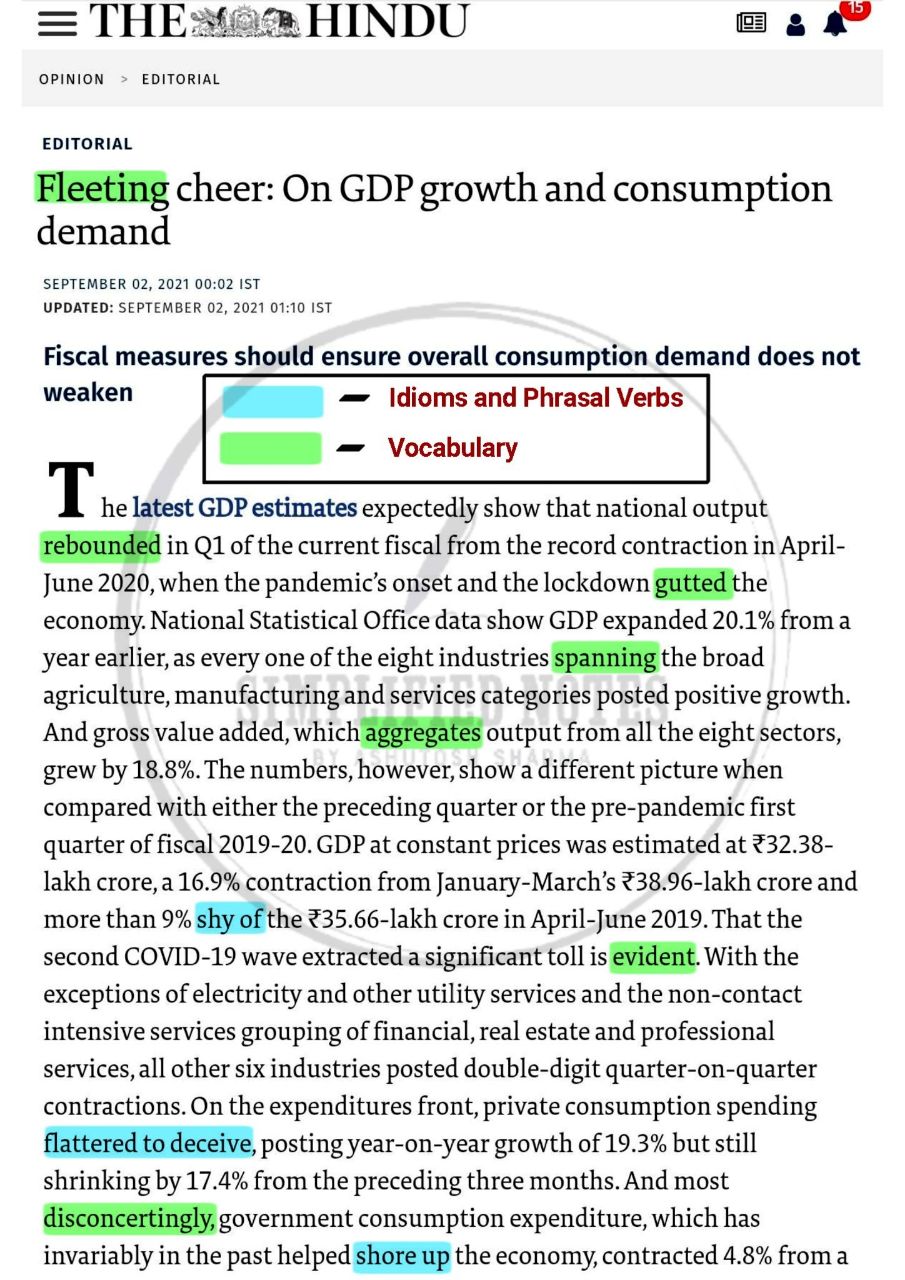 THE HINDU
15
OPINION > EDITORIAL
EDITORIAL
Fleeting cheer: On GDP growth and consumption
demand
SEPTEMBER 02, 2021 00:02 IST
UPDATED: SEPTEMBER 02, 2021 01:10 IST
Fiscal measures should ensure overall consumption demand does not
weaken
— Idioms and Phrasal Verbs
— Vocabulary
The latest GDP estimates expectedly show that national output
rebounded in Q1 of the current fiscal from the record contraction in April-
June 2020, when the pandemic’s onset and the lockdown gutted the
economy. National Statistical Office data show GDP expanded 20.1% from a
year earlier, as every one of the eight industries spanning the broad
SIMPLIFIED NOTES
agriculture, manufacturing and services categories posted positive growth.
And gross value added, which aggregates output from all the eight sectors,
BY ASHUTOSH SHARMA
grew by 18.8%. The numbers, however, show a different picture when
compared with either the preceding quarter or the pre-pandemic first
quarter of fiscal 2019-20. GDP at constant prices was estimated at ₹32.38-
lakh crore, a 16.9% contraction from January-March’s ₹38.96-lakh crore and
more than 9% shy of the ₹35.66-lakh crore in April-June 2019. That the
second COVID-19 wave extracted a significant toll is evident. With the
exceptions of electricity and other utility services and the non-contact
intensive services grouping of financial, real estate and professional
services, all other six industries posted double-digit quarter-on-quarter
contractions. On the expenditures front, private consumption spending
flattered to deceive, posting year-on-year growth of 19.3% but still
shrinking by 17.4% from the preceding three months. And most
disconcertingly, government consumption expenditure, which has
invariably in the past helped shore up the economy, contracted 4.8% from a